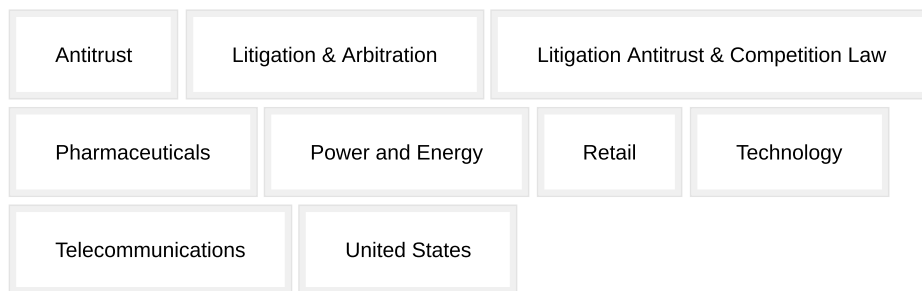 Antitrust Litigation & Arbitration Litigation Antitrust & Competition Law
Pharmaceuticals Power and Energy Retail Technology
Telecommunications United States